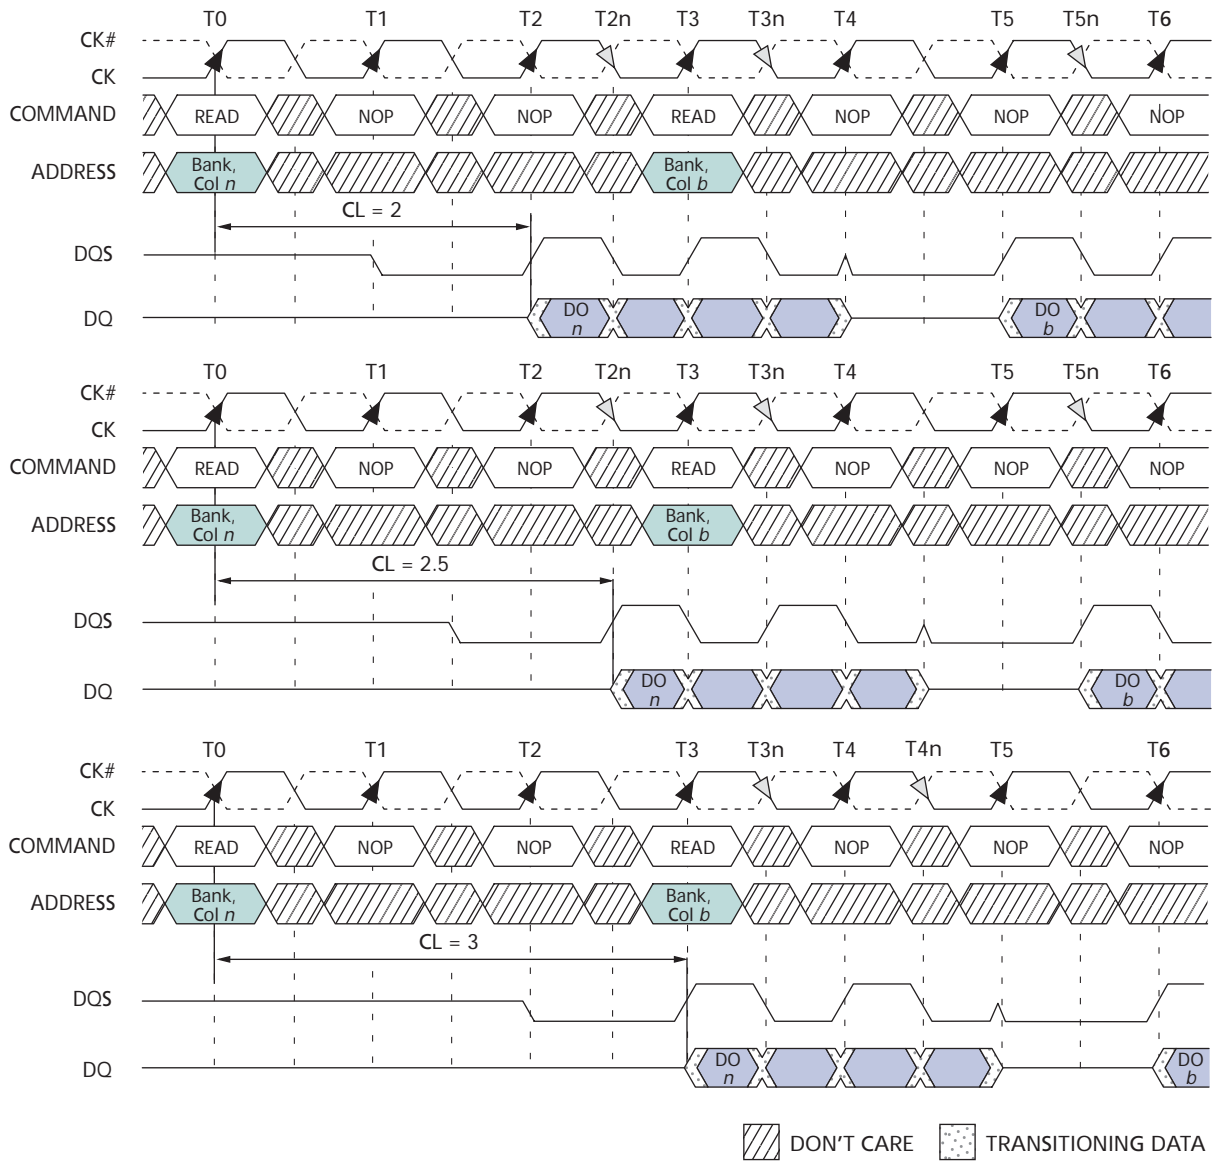 T0 T1 T2 T2n T3 T3n T4 T5 T5n T6
CK#
CK
COMMAND READ NOP NOP READ NOP NOP NOP
ADDRESS Bank, Col n Bank, Col b
CL = 2
DQS
DQ DO n DO b
T0 T1 T2 T2n T3 T3n T4 T5 T5n T6
CK#
CK
COMMAND READ NOP NOP READ NOP NOP NOP
ADDRESS Bank, Col n Bank, Col b
CL = 2.5
DQS
DQ DO n DO b
T0 T1 T2 T3 T3n T4 T4n T5 T6
CK#
CK
COMMAND READ NOP NOP READ NOP NOP NOP
ADDRESS Bank, Col n Bank, Col b
CL = 3
DQS
DQ DO n DO b
DON'T CARE TRANSITIONING DATA